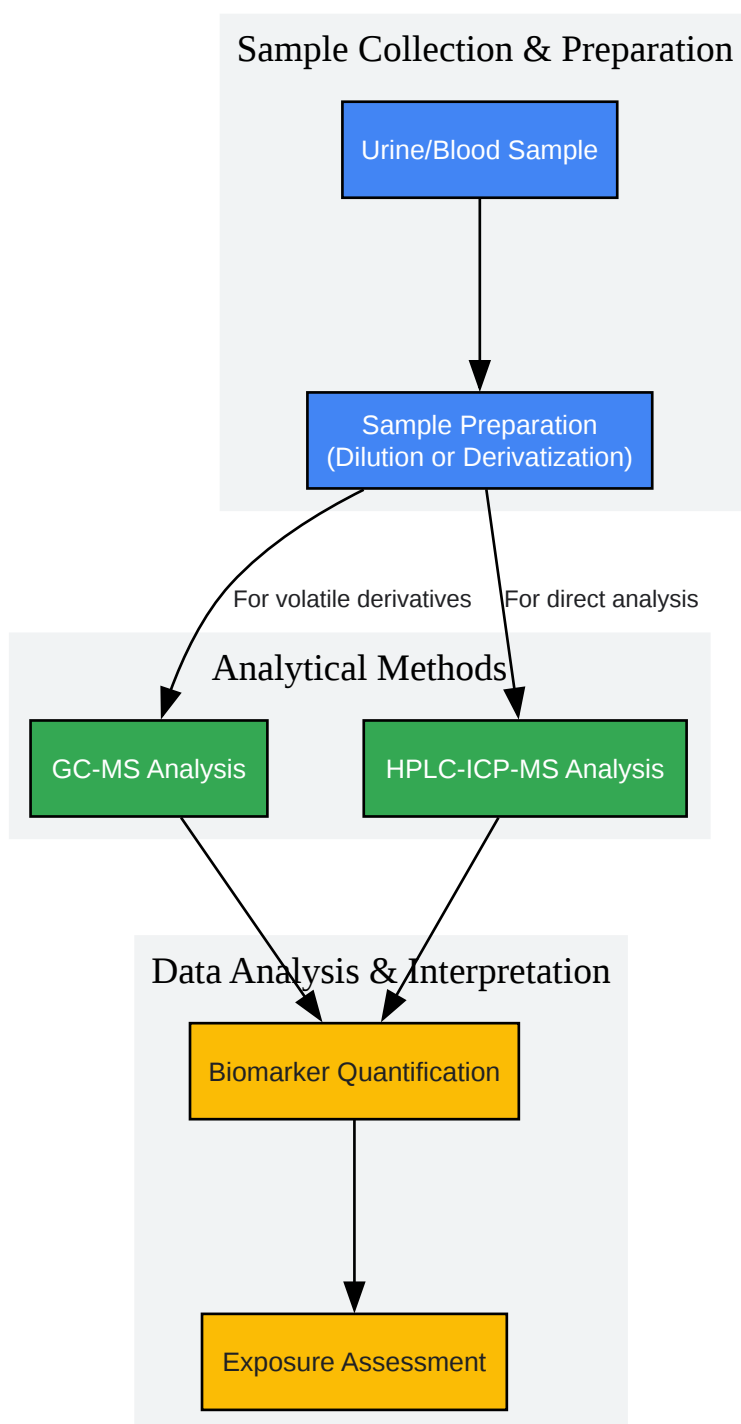 Sample Collection & Preparation
Urine/Blood Sample
Sample Preparation
(Dilution or Derivatization)
For volatile derivatives
For direct analysis
Analytical Methods
GC-MS Analysis
HPLC-ICP-MS Analysis
Data Analysis & Interpretation
Biomarker Quantification
Exposure Assessment